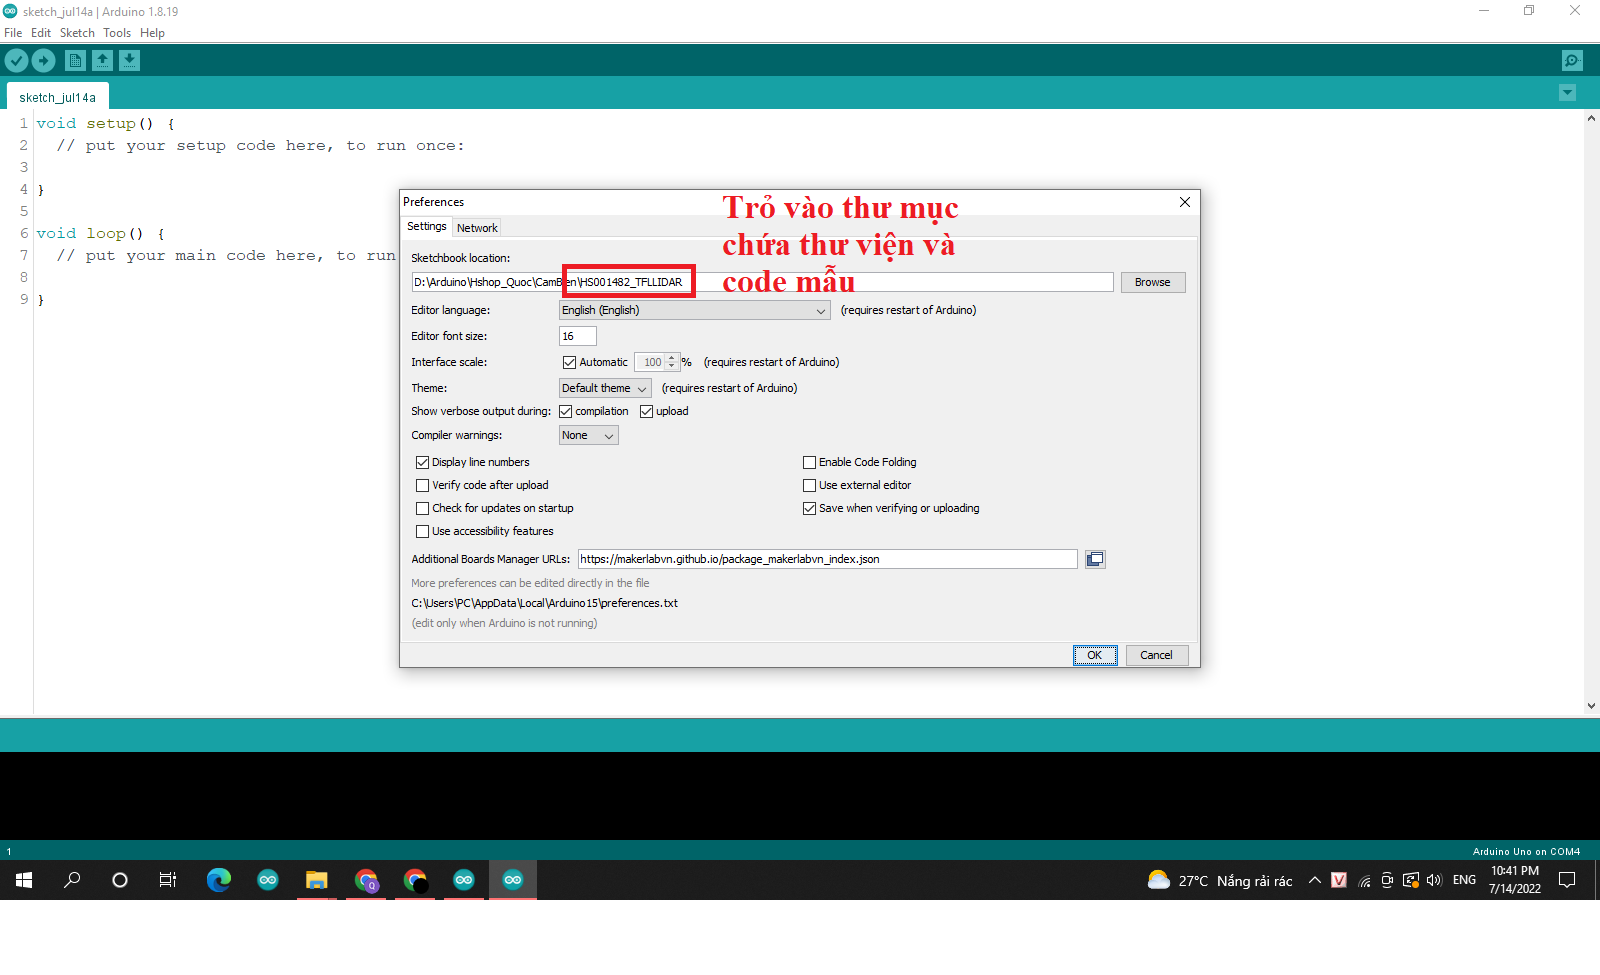 sketch_jul14a | Arduino 1.8.19
File Edit Sketch Tools Help
sketch_jul14a
1 void setup() {
2 // put your setup code here, to run once:
3
4 }
5
6 void loop() {
7 // put your main code here, to run
8
9 }
Preferences
Trỏ vào thư mục
chứa thư viện và
code mẫu
Settings Network
Sketchbook location:
D:\Arduino\Hshop_Quoc\CamBien\HS001482_TFLLIDAR
Browse
Editor language: English (English) (requires restart of Arduino)
Editor font size: 16
Interface scale: Automatic 100 % (requires restart of Arduino)
Theme: Default theme (requires restart of Arduino)
Show verbose output during: compilation upload
Compiler warnings: None
Display line numbers Enable Code Folding
Verify code after upload Use external editor
Check for updates on startup Save when verifying or uploading
Use accessibility features
Additional Boards Manager URLs: https://makerlabvn.github.io/package_makerlabvn_index.json
More preferences can be edited directly in the file
C:\Users\PC\AppData\Local\Arduino15\preferences.txt
(edit only when Arduino is not running)
OK Cancel
1 Arduino Uno on COM4
Q
27°C Nắng rải rác V ENG 10:41 PM
7/14/2022